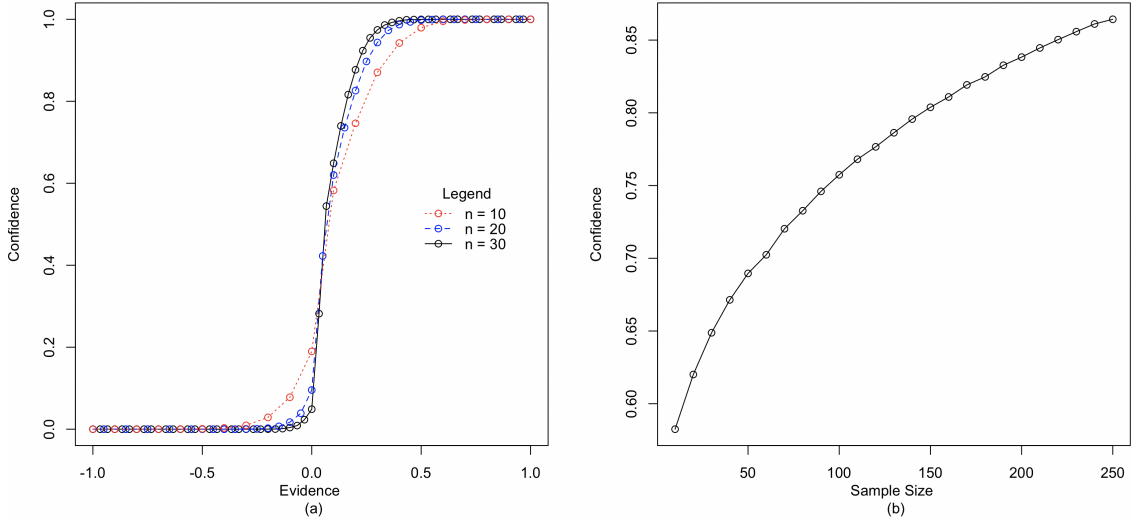 1.0
0.8
0.6
0.4
0.2
0.0
Confidence
Legend
n = 10
n = 20
n = 30
-1.0 -0.5 0.0 0.5 1.0
Evidence
(a)
0.85
0.80
0.75
0.70
0.65
0.60
Confidence
50 100 150 200 250
Sample Size
(b)